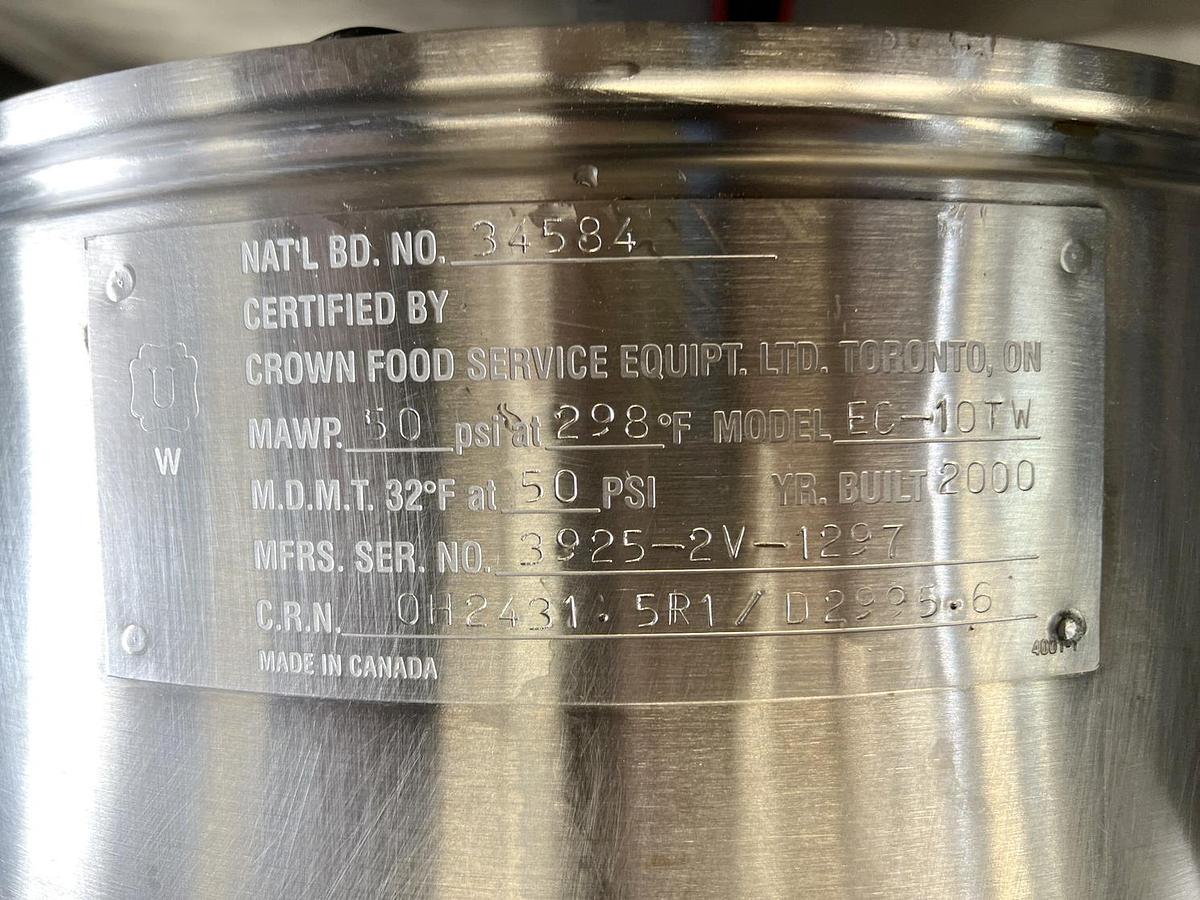 NAT'L BD. NO. 34584
CERTIFIED BY
CROWN FOOD SERVICE EQUIPT. LTD. TORONTO, ON
U
W
MAWP. 50 psi at 298°F MODEL EC-10TW
M.D.M.T. 32°F at 50 PSI YR. BUILT 2000
MFRS. SER. NO. 3925-2V-1297
C.R.N. OH2431.5R1/D2995.6
MADE IN CANADA